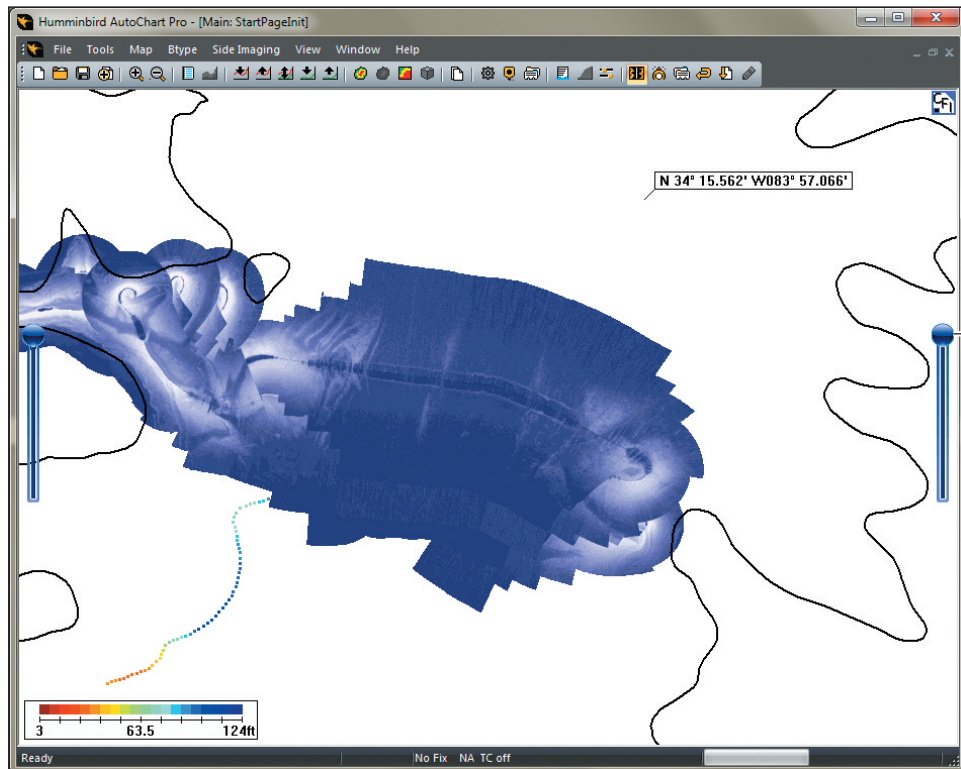 Humminbird AutoChart Pro - [Main: StartPageInit]
File Tools Map Btype Side Imaging View Window Help
CFI
N 34° 15.562' W083° 57.066'
3 63.5 124ft
Ready No Fix NA TC off